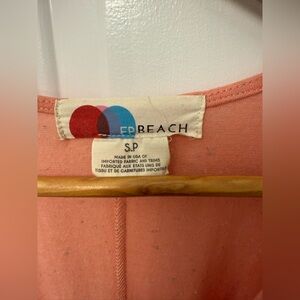 FP BEACH
S.P
MADE IN USA OF
IMPORTED FABRIC AND TRIMS
FABRIQUÉ AUX ETATS UNIS DE
TISSU ET DE GARNITURES IMPORTÉS